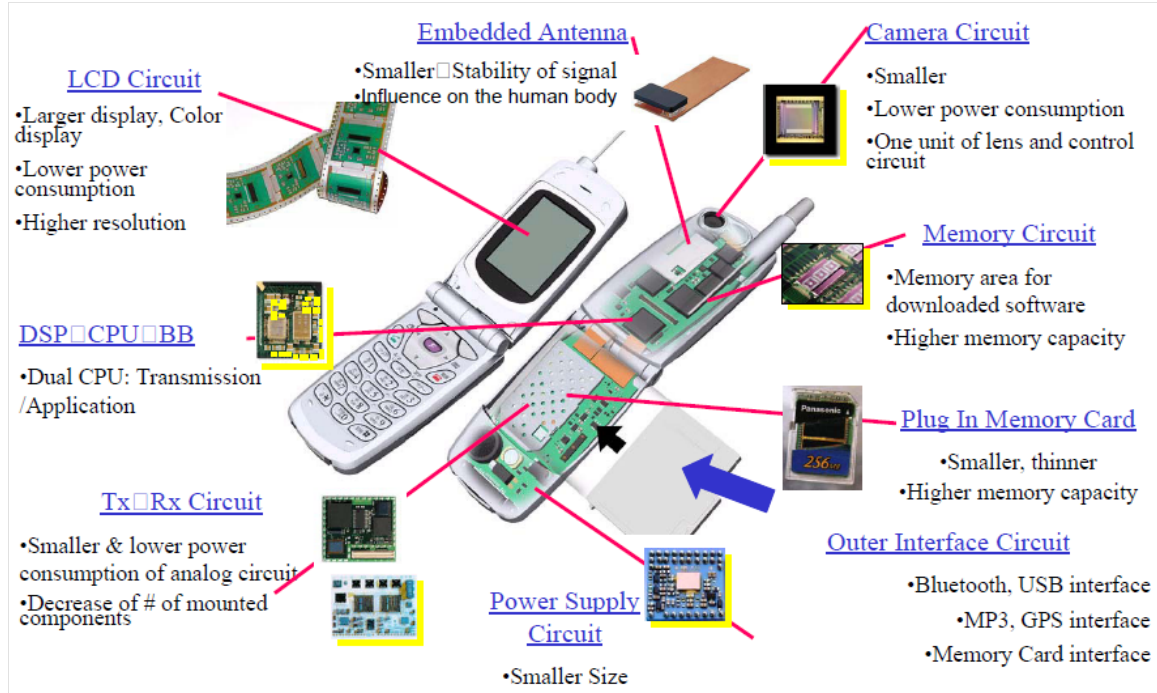 Embedded Antenna
•Smaller□Stability of signal
•Influence on the human body
Camera Circuit
•Smaller
•Lower power consumption
•One unit of lens and control
circuit
LCD Circuit
•Larger display, Color
display
•Lower power
consumption
•Higher resolution
Memory Circuit
•Memory area for
downloaded software
•Higher memory capacity
DSP□CPU□BB
•Dual CPU: Transmission
/Application
Panasonic
256MB
Plug In Memory Card
•Smaller, thinner
•Higher memory capacity
Tx□Rx Circuit
•Smaller & lower power
consumption of analog circuit
•Decrease of # of mounted
components
Power Supply
Circuit
•Smaller Size
Outer Interface Circuit
•Bluetooth, USB interface
•MP3, GPS interface
•Memory Card interface